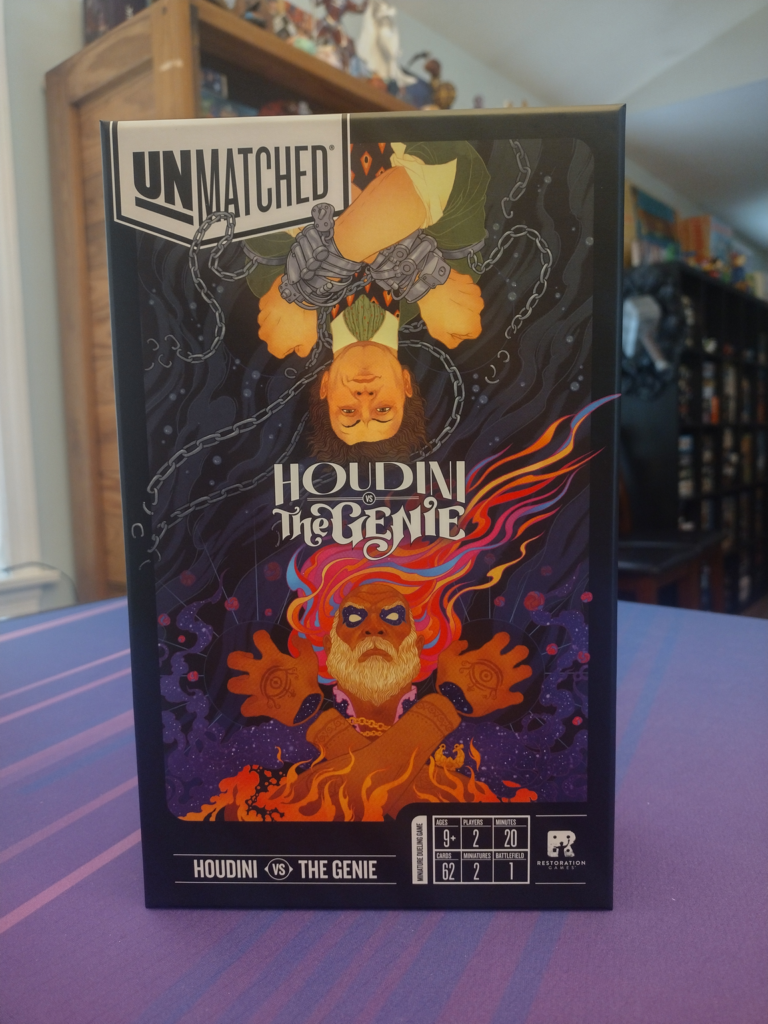 UNMATCHED®
HOUDINI
VS
The GENIE
HOUDINI VS THE GENIE
MINIATURE DUELING GAME
AGES PLAYERS MINUTES
9+ 2 20
CARDS MINIATURES BATTLEFIELD
62 2 1
R
RESTORATION
GAMES